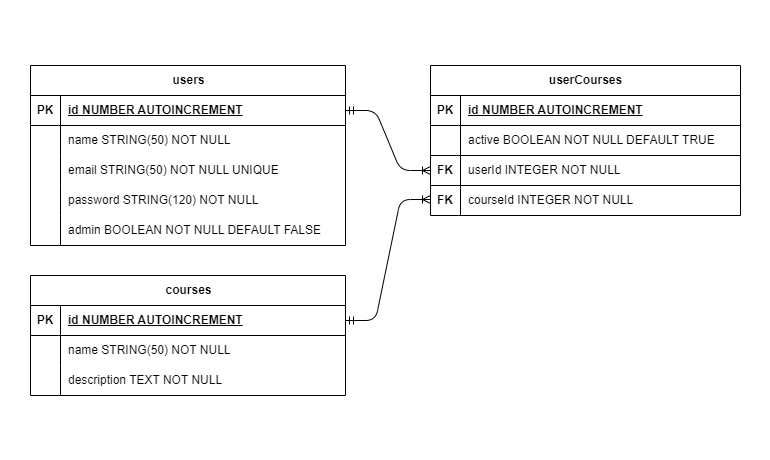 users
PK id NUMBER AUTOINCREMENT
name STRING(50) NOT NULL
email STRING(50) NOT NULL UNIQUE
password STRING(120) NOT NULL
admin BOOLEAN NOT NULL DEFAULT FALSE
userCourses
PK id NUMBER AUTOINCREMENT
active BOOLEAN NOT NULL DEFAULT TRUE
FK userId INTEGER NOT NULL
FK courseId INTEGER NOT NULL
courses
PK id NUMBER AUTOINCREMENT
name STRING(50) NOT NULL
description TEXT NOT NULL